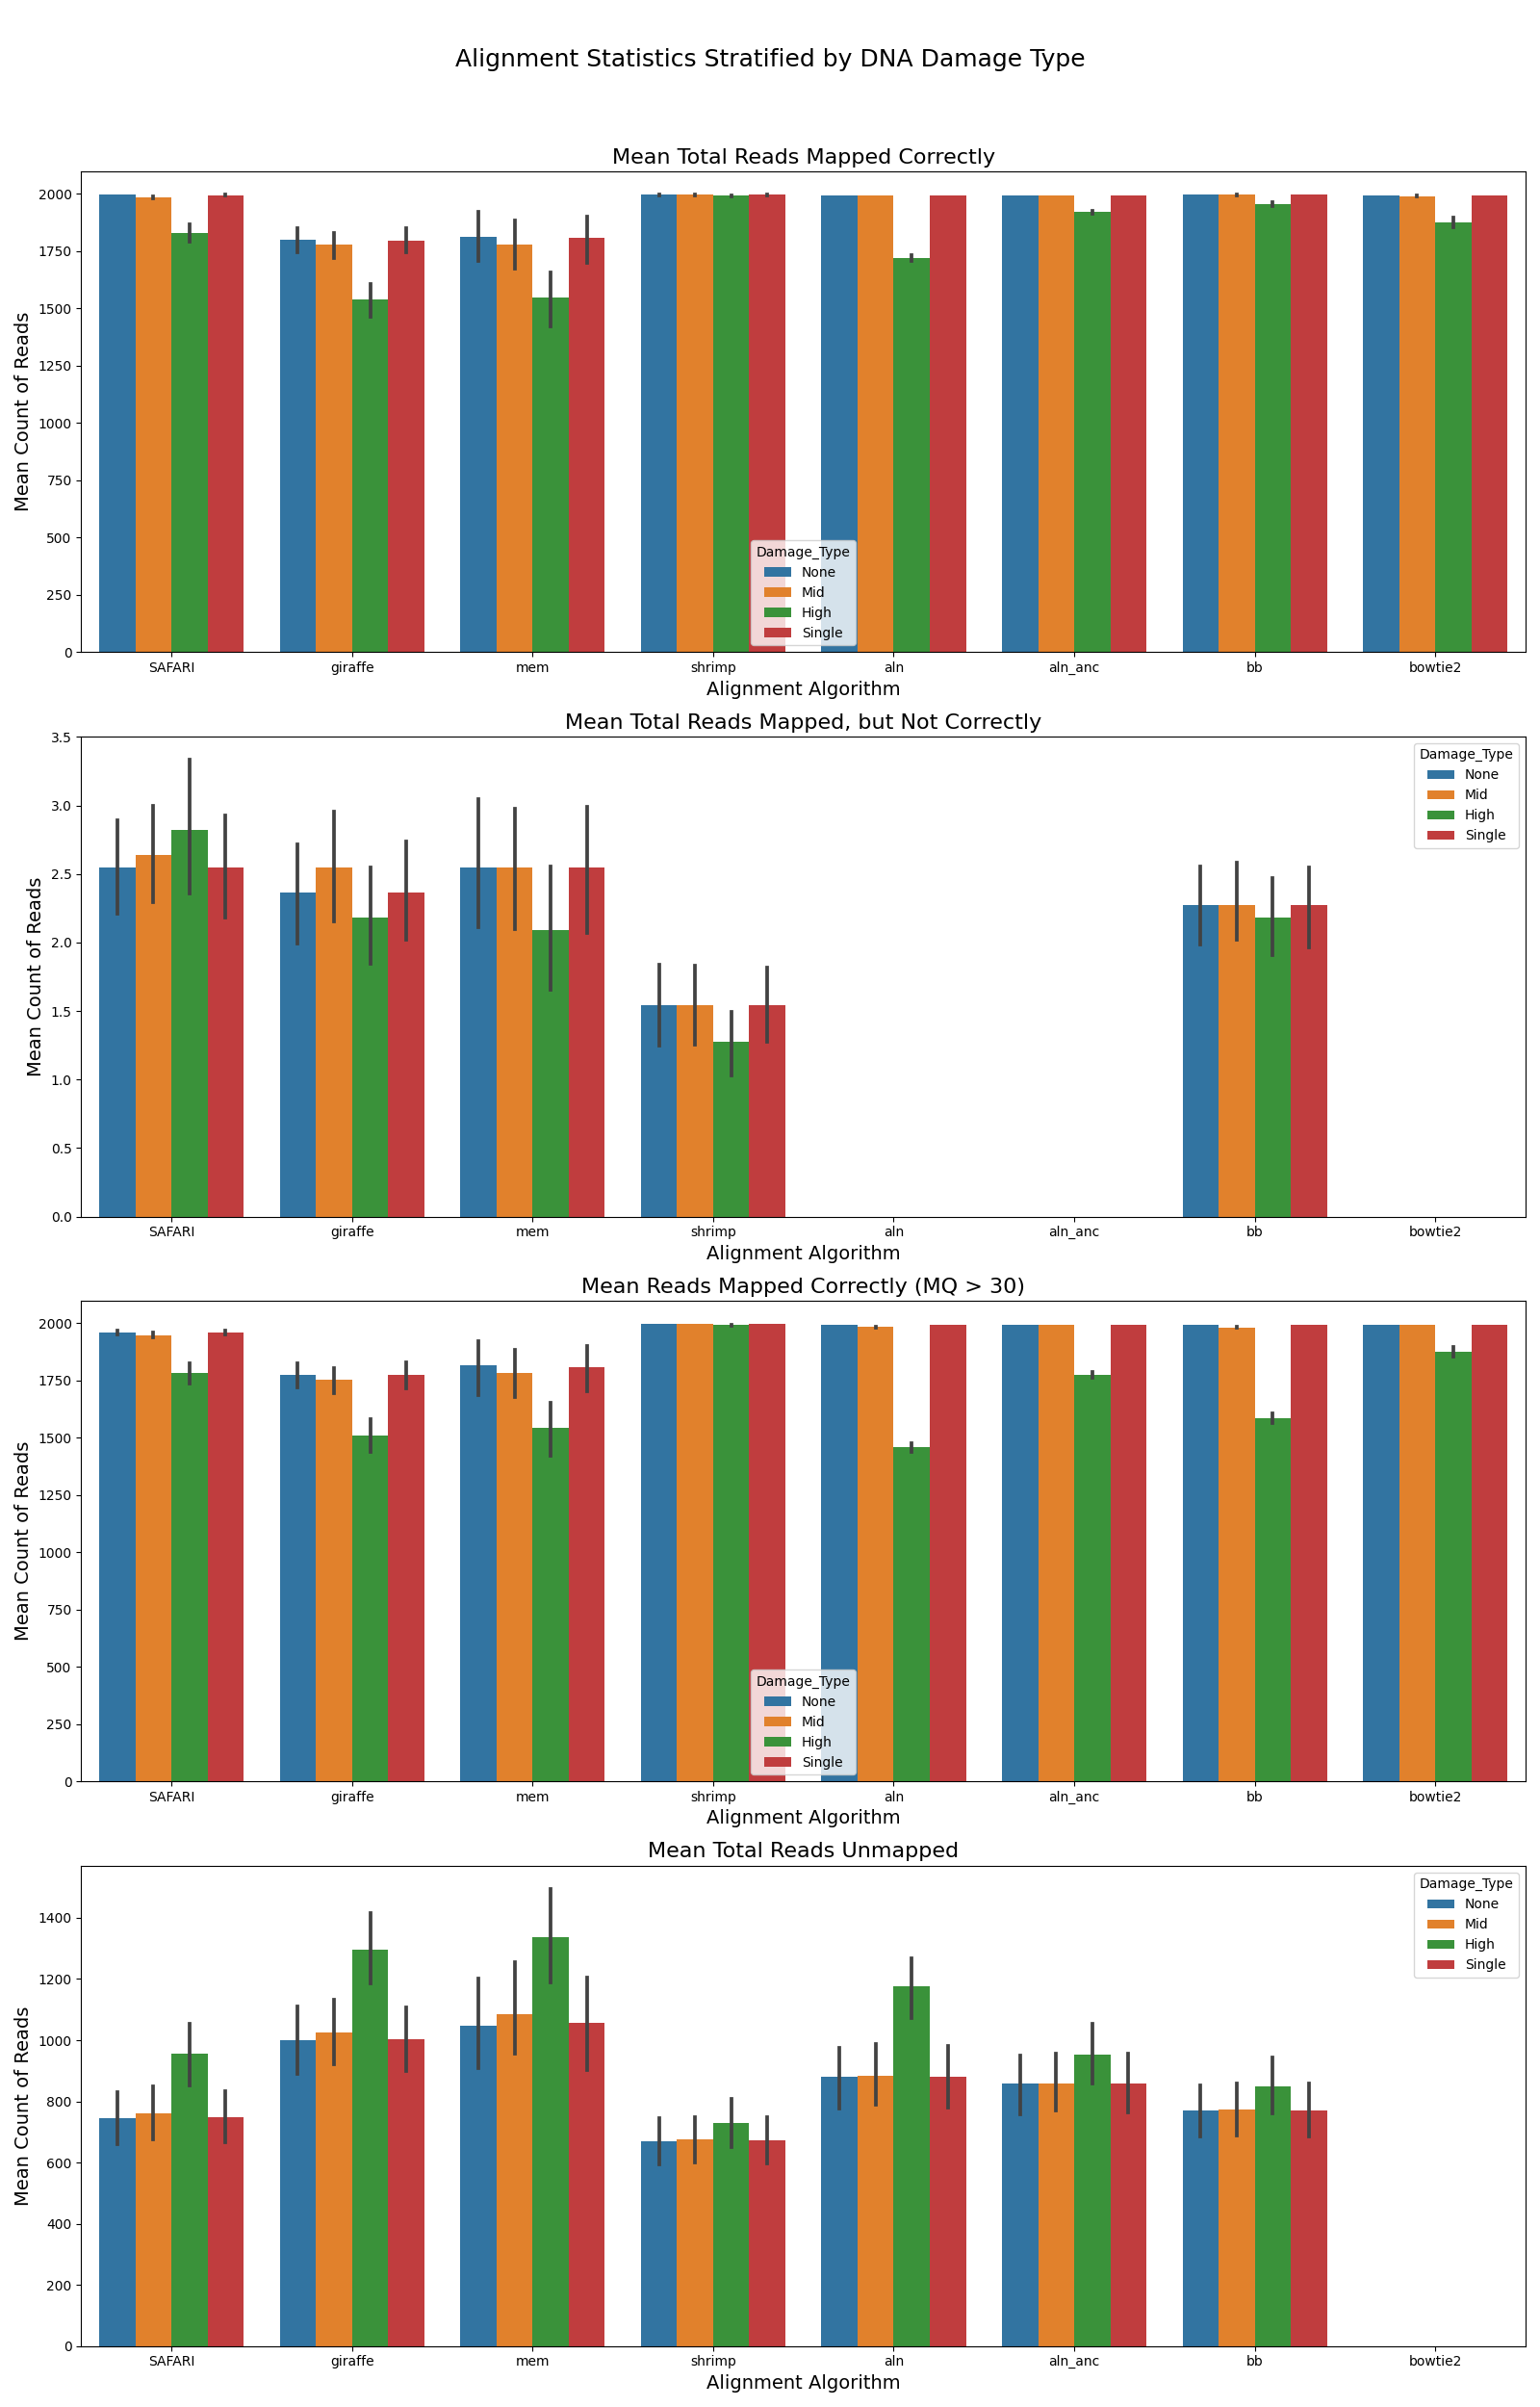 Alignment Statistics Stratified by DNA Damage Type
Mean Total Reads Mapped Correctly
Mean Count of Reads
2000
1750
1500
1250
1000
750
500
250
0
Damage_Type
None
Mid
High
Single
SAFARI giraffe mem shrimp aln aln_anc bb bowtie2
Alignment Algorithm
Mean Total Reads Mapped, but Not Correctly
Mean Count of Reads
3.5
3.0
2.5
2.0
1.5
1.0
0.5
0.0
Damage_Type
None
Mid
High
Single
SAFARI giraffe mem shrimp aln aln_anc bb bowtie2
Alignment Algorithm
Mean Reads Mapped Correctly (MQ > 30)
Mean Count of Reads
2000
1750
1500
1250
1000
750
500
250
0
Damage_Type
None
Mid
High
Single
SAFARI giraffe mem shrimp aln aln_anc bb bowtie2
Alignment Algorithm
Mean Total Reads Unmapped
Mean Count of Reads
1400
1200
1000
800
600
400
200
0
Damage_Type
None
Mid
High
Single
SAFARI giraffe mem shrimp aln aln_anc bb bowtie2
Alignment Algorithm